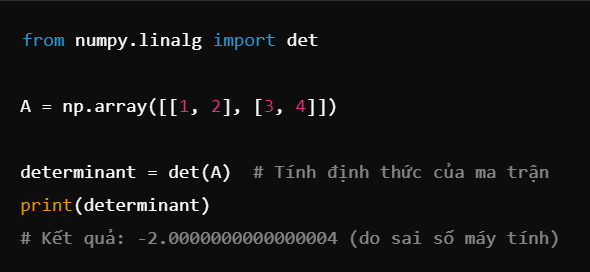 from numpy.linalg import det
A = np.array([[1, 2], [3, 4]])
determinant = det(A)  # Tính định thức của ma trận
print(determinant)
# Kết quả: -2.0000000000000004 (do sai số máy tính)